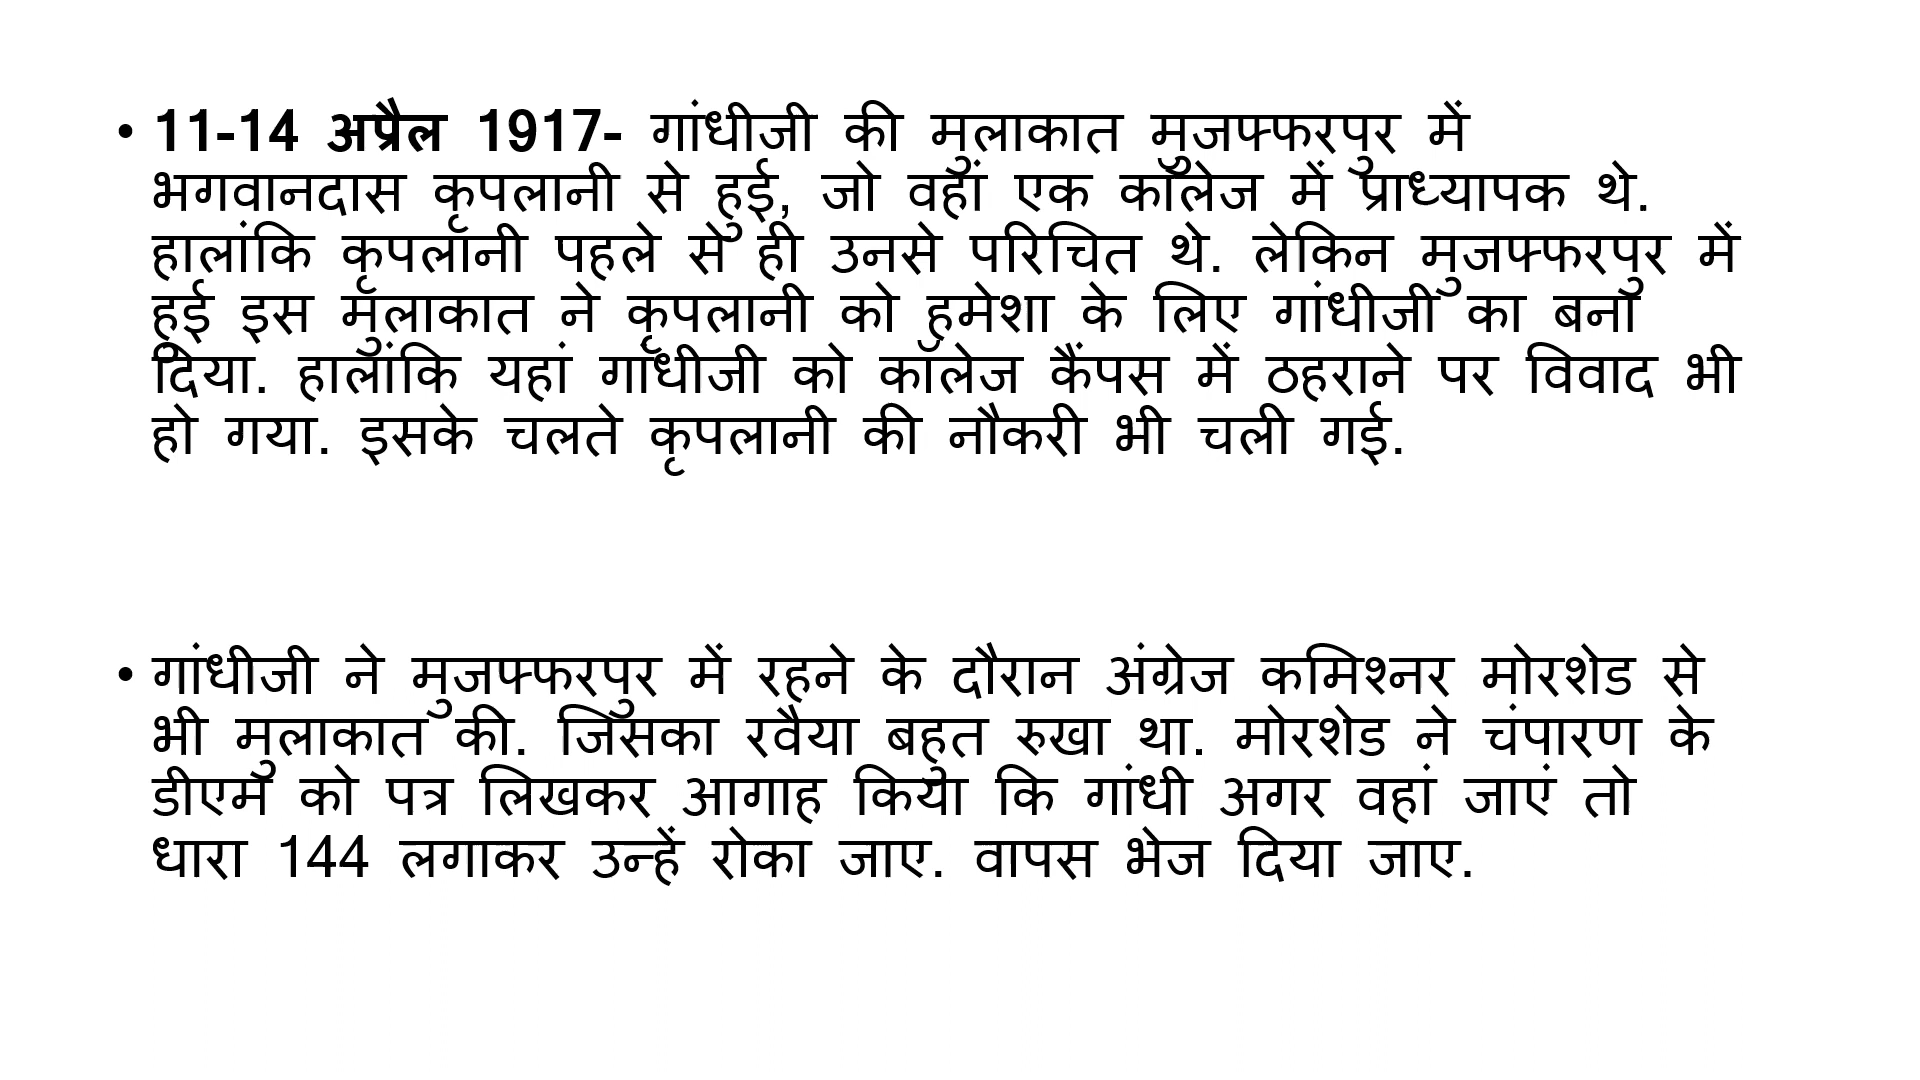 • 11-14 अप्रैल 1917- गांधीजी की मुलाकात मुजफ्फरपुर में
भगवानदास कृपलानी से हुई, जो वहां एक कॉलेज में प्राध्यापक थे.
हालांकि कृपलानी पहले से ही उनसे परिचित थे. लेकिन मुजफ्फरपुर में
हुई इस मुलाकात ने कृपलानी को हमेशा के लिए गांधीजी का बना
दिया. हालांकि यहां गांधीजी को कॉलेज कैंपस में ठहराने पर विवाद भी
हो गया. इसके चलते कृपलानी की नौकरी भी चली गई.
• गांधीजी ने मुजफ्फरपुर में रहने के दौरान अंग्रेज कमिश्नर मोरशेड से
भी मुलाकात की. जिसका रवैया बहुत रुखा था. मोरशेड ने चंपारण के
डीएम को पत्र लिखकर आगाह किया कि गांधी अगर वहां जाएं तो
धारा 144 लगाकर उन्हें रोका जाए. वापस भेज दिया जाए.